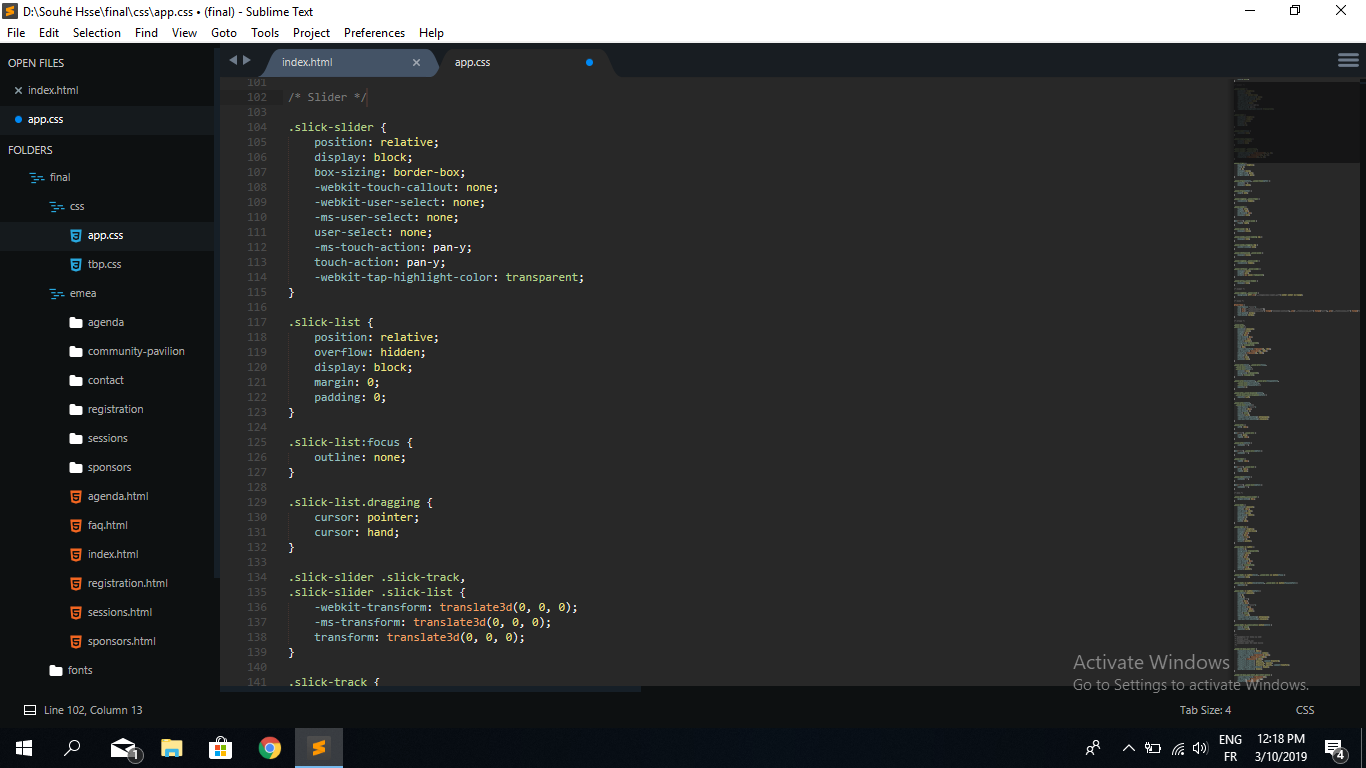 D:\Souhé Hsse\final\css\app.css • (final) - Sublime Text
File Edit Selection Find View Goto Tools Project Preferences Help
OPEN FILES
index.html
app.css
FOLDERS
final
css
app.css
tbp.css
emea
agenda
community-pavilion
contact
registration
sessions
sponsors
agenda.html
faq.html
index.html
registration.html
sessions.html
sponsors.html
fonts
index.html
app.css
101
102 /* Slider */
103
104 .slick-slider {
105 position: relative;
106 display: block;
107 box-sizing: border-box;
108 -webkit-touch-callout: none;
109 -webkit-user-select: none;
110 -ms-user-select: none;
111 user-select: none;
112 -ms-touch-action: pan-y;
113 touch-action: pan-y;
114 -webkit-tap-highlight-color: transparent;
115 }
116
117 .slick-list {
118 position: relative;
119 overflow: hidden;
120 display: block;
121 margin: 0;
122 padding: 0;
123 }
124
125 .slick-list:focus {
126 outline: none;
127 }
128
129 .slick-list.dragging {
130 cursor: pointer;
131 cursor: hand;
132 }
133
134 .slick-slider .slick-track,
135 .slick-slider .slick-list {
136 -webkit-transform: translate3d(0, 0, 0);
137 -ms-transform: translate3d(0, 0, 0);
138 transform: translate3d(0, 0, 0);
139 }
140
141 .slick-track {
Activate Windows
Go to Settings to activate Windows.
Line 102, Column 13
Tab Size: 4
CSS
1
ENG
FR
12:18 PM
3/10/2019
4